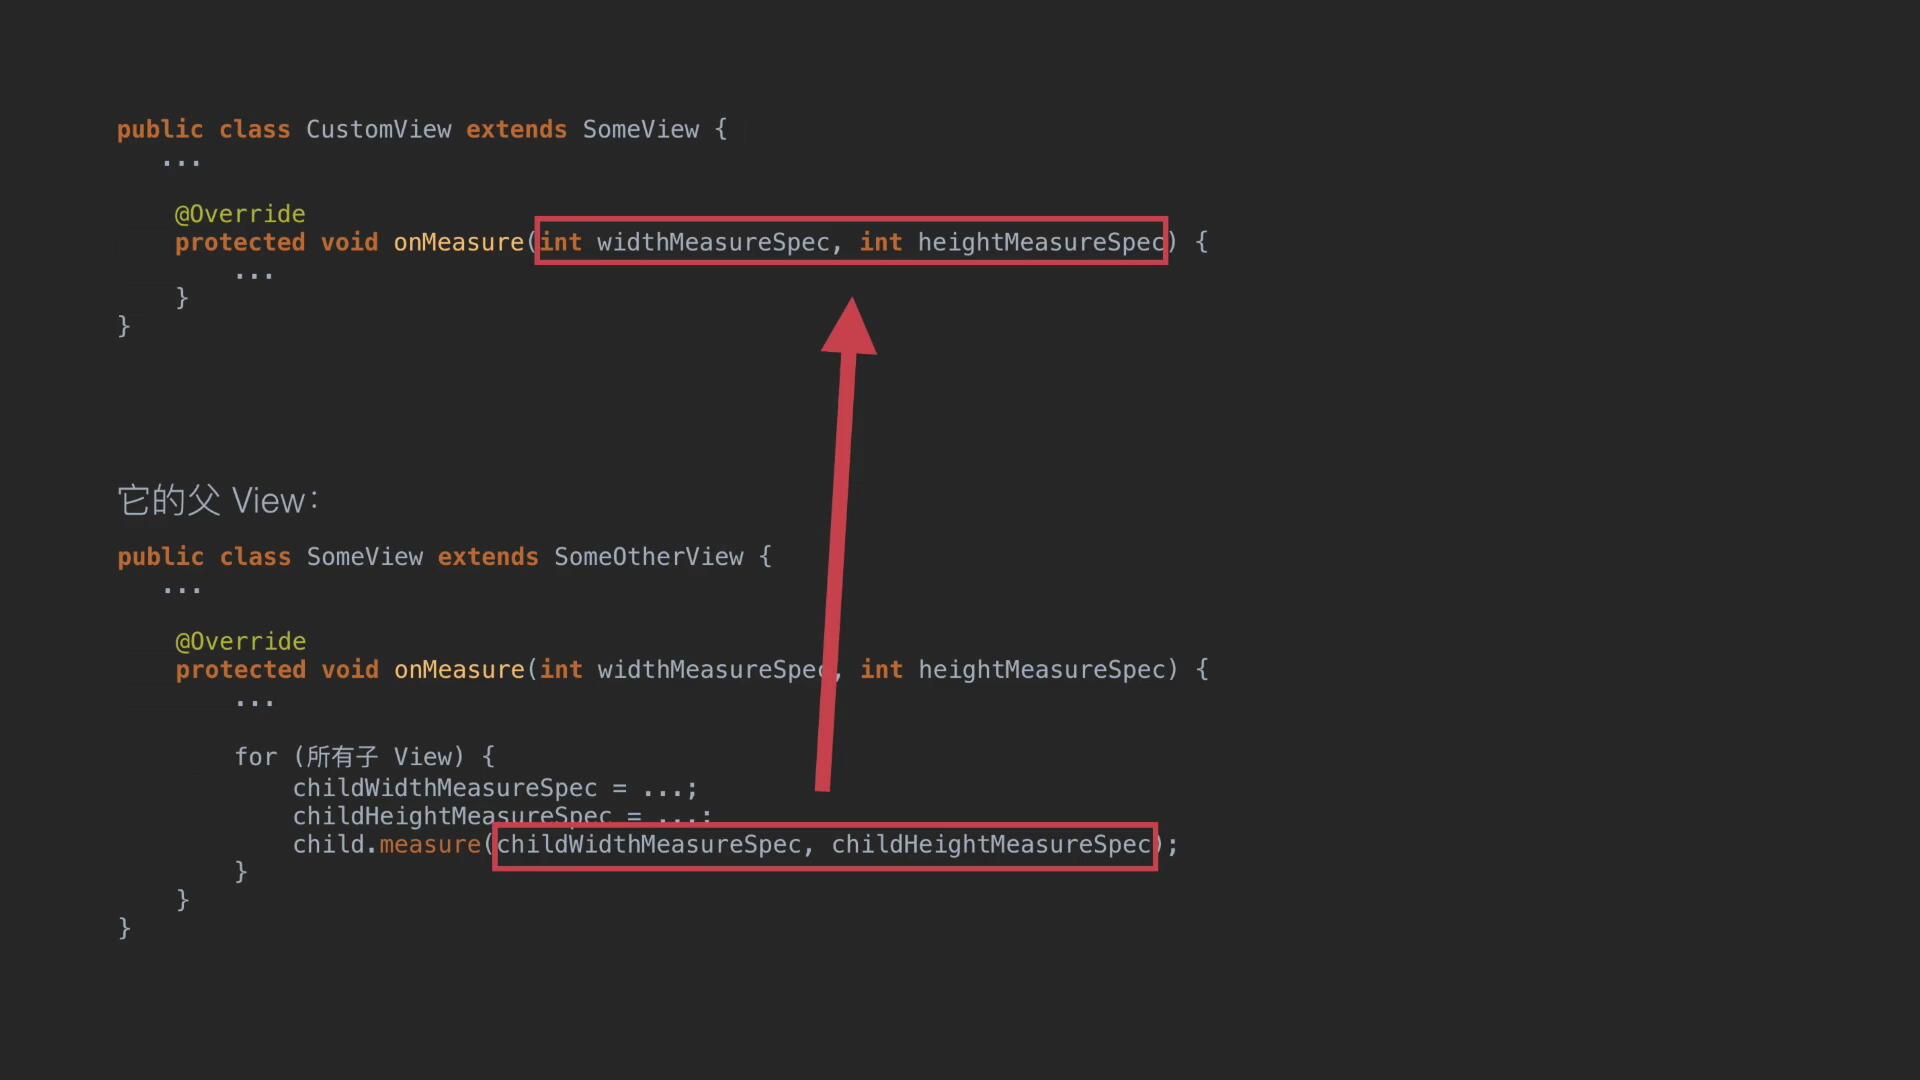 public class CustomView extends SomeView {
...
@Override
protected void onMeasure(int widthMeasureSpec, int heightMeasureSpec) {
...
}
}
它的父 View:
public class SomeView extends SomeOtherView {
...
@Override
protected void onMeasure(int widthMeasureSpec, int heightMeasureSpec) {
...
for (所有子 View) {
childWidthMeasureSpec = ...;
childHeightMeasureSpec = ...;
child.measure(childWidthMeasureSpec, childHeightMeasureSpec);
}
}
}